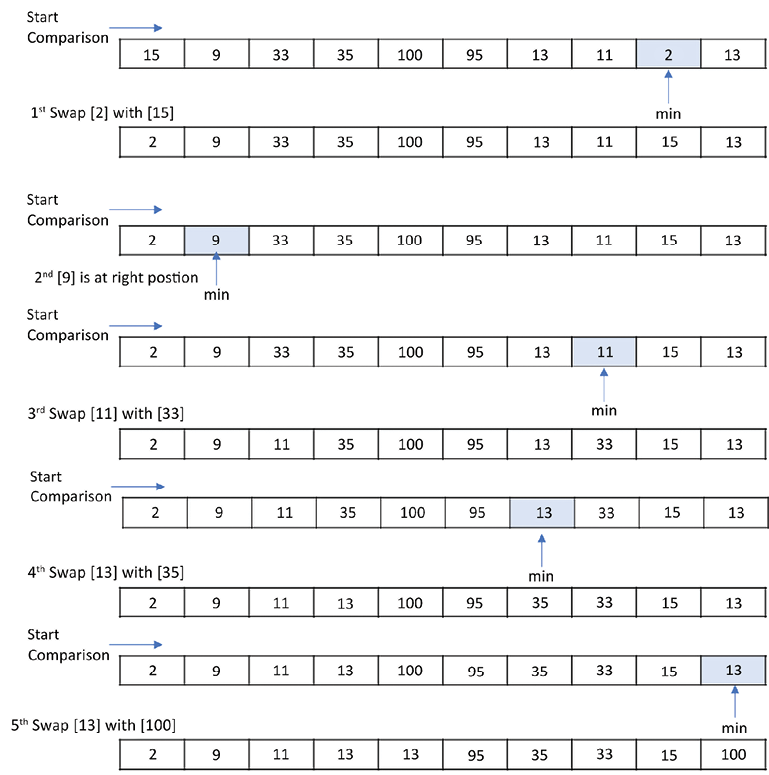 Start
Comparison
15 9 33 35 100 95 13 11 2 13
min
1st Swap [2] with [15]
2 9 33 35 100 95 13 11 15 13
Start
Comparison
2 9 33 35 100 95 13 11 15 13
2nd [9] is at right postion
min
Start
Comparison
2 9 33 35 100 95 13 11 15 13
min
3rd Swap [11] with [33]
2 9 11 35 100 95 13 33 15 13
Start
Comparison
2 9 11 35 100 95 13 33 15 13
min
4th Swap [13] with [35]
2 9 11 13 100 95 35 33 15 13
Start
Comparison
2 9 11 13 100 95 35 33 15 13
min
5th Swap [13] with [100]
2 9 11 13 13 95 35 33 15 100